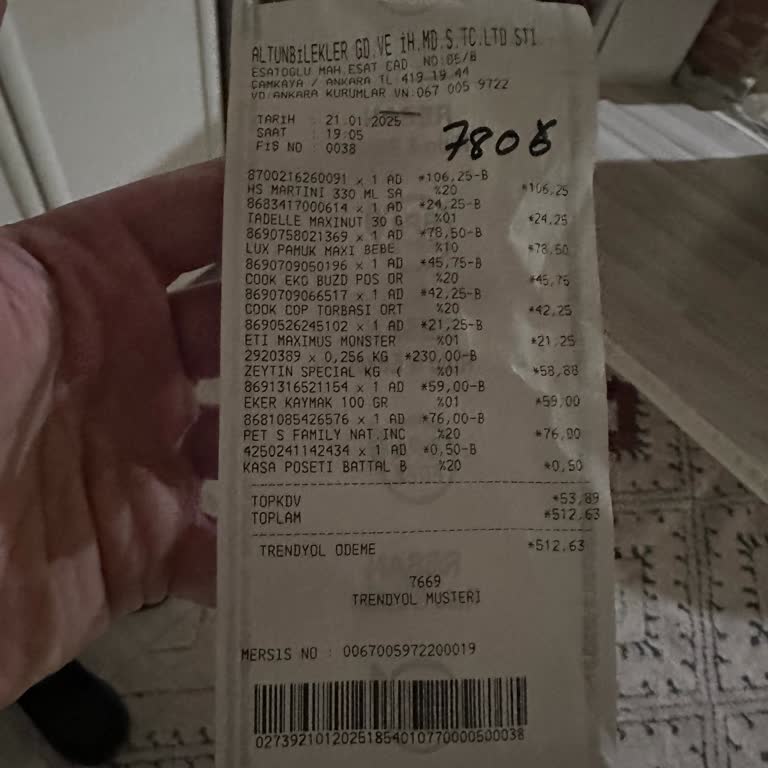 ALTUNBİLEKLER GD.VE İH.MD.S.TC.LTD.STI
ESATOGLU MAH.ESAT CAD. NO:86/B
ÇAMKAYA / ANKARA TL:419 19 44
VD:ANKARA KURUMLAR VN:067 005 9722
TARIH : 21.01.2025
SAAT : 19:05
FİŞ NO : 0038
7806
8700216260091 x 1 AD *106,25-B
HS MARTINI 330 ML SA %20 *106,25
8683417000614 x 1 AD *24,25-B
TADELLE MAXINUT 30 G %01 *24,25
8690758021369 x 1 AD *78,50-B
LUX PAMUK MAXI BEBE %10 *78,50
8690709050196 x 1 AD *45,75-B
COOK EKO BUZD POS OR %20 *45,75
8690709066517 x 1 AD *42,25-B
COOK COP TORBASI ORT %20 *42,25
8690526245102 x 1 AD *21,25-B
ETI MAXIMUS MONSTER %01 *21,25
2920389 x 0,256 KG *230,00-B
ZEYTIN SPECIAL KG ( %01 *58,88
8691316521154 x 1 AD *59,00-B
EKER KAYMAK 100 GR %01 *59,00
8681085426576 x 1 AD *76,00-B
PET S FAMILY NAT.INC %20 *76,00
4250241142434 x 1 AD *0,50-B
KASA POSETI BATTAL B %20 *0,50
TOPKDV *53,89
TOPLAM *512,63
TRENDYOL ODEME *512,63
7669
TRENDYOL MUSTERİ
MERSIS NO : 0067005972200019